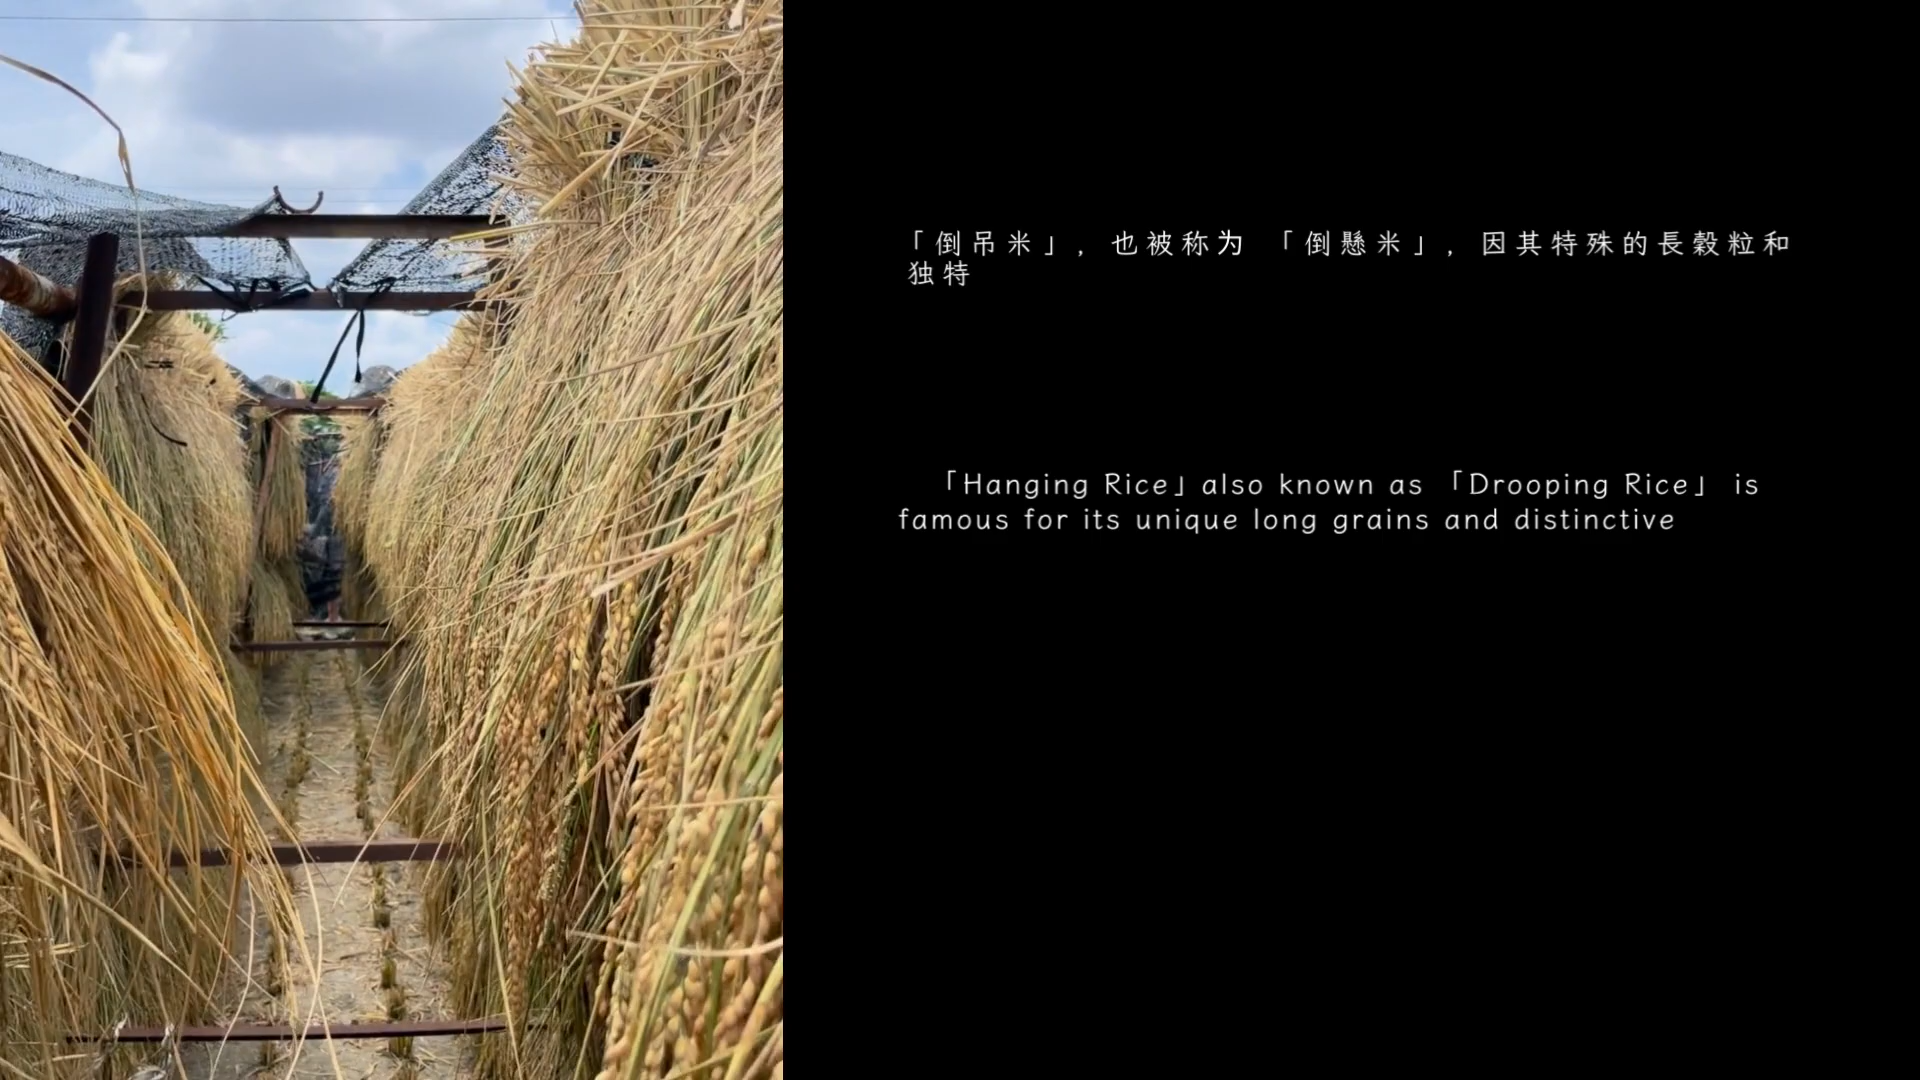 「倒吊米」，也被称为 「倒懸米」，因其特殊的長穀粒和
独特
「Hanging Rice」also known as 「Drooping Rice」 is
famous for its unique long grains and distinctive